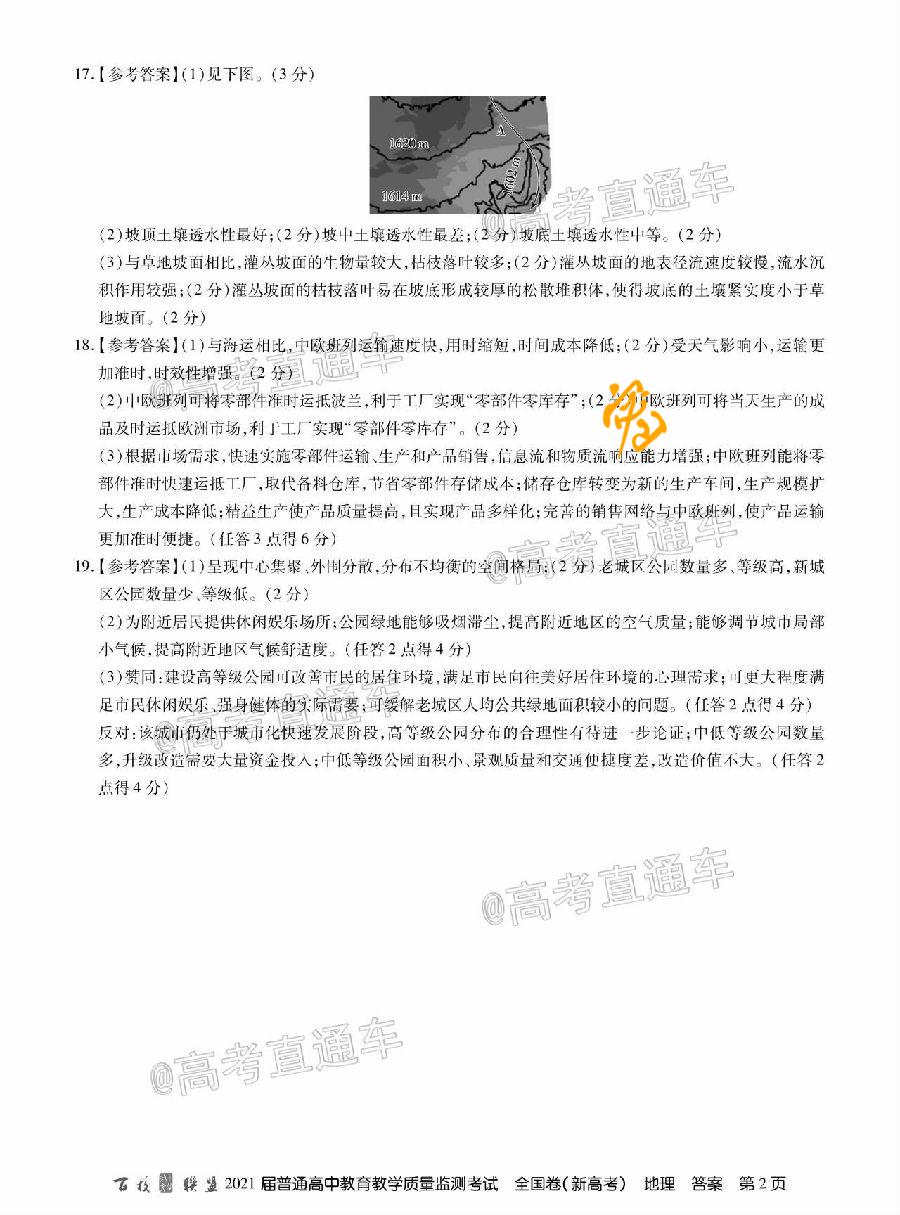 17.【参考答案】(1)见下图。(3分)
A
1620 m
1602 m
1614 m
@高考直通车
(2)坡顶土壤透水性最好;(2分)坡中土壤透水性最差;(2分)坡底土壤透水性中等。(2分)
(3)与草地坡面相比,灌丛坡面的生物量较大,枯枝落叶较多;(2分)灌丛坡面的地表径流速度较慢,流水沉
积作用较强;(2分)灌丛坡面的枯枝落叶易在坡底形成较厚的松散堆积体,使得坡底的土壤紧实度小于草
地坡面。(2分)
18.【参考答案】(1)与海运相比,中欧班列运输速度快,用时缩短,时间成本降低;(2分)受天气影响小,运输更
加准时,时效性增强。(2分)
@高考直通车
(2)中欧班列可将零部件准时运抵波兰,利于工厂实现“零部件零库存”;(2分)中欧班列可将当天生产的成
品及时运抵欧洲市场,利于工厂实现“零部件零库存”。(2分)
(3)根据市场需求,快速实施零部件运输、生产和产品销售,信息流和物质流响应能力增强;中欧班列能将零
部件准时快速运抵工厂,取代备料仓库,节省零部件存储成本;储存仓库转变为新的生产车间,生产规模扩
大,生产成本降低;精益生产使产品质量提高,且实现产品多样化;完善的销售网络与中欧班列,使产品运输
更加准时便捷。(任答3点得6分)
@高考直通车
19.【参考答案】(1)呈现中心集聚、外围分散,分布不均衡的空间格局;(2分)老城区公园数量多、等级高,新城
区公园数量少、等级低。(2分)
(2)为附近居民提供休闲娱乐场所;公园绿地能够吸烟滞尘,提高附近地区的空气质量;能够调节城市局部
小气候,提高附近地区气候舒适度。(任答2点得4分)
(3)赞同:建设高等级公园可改善市民的居住环境,满足市民向往美好居住环境的心理需求;可更大程度满
足市民休闲娱乐、强身健体的实际需要;可缓解老城区人均公共绿地面积较小的问题。(任答2点得4分)
@高考直通车
反对:该城市仍处于城市化快速发展阶段,高等级公园分布的合理性有待进一步论证;中低等级公园数量
多,升级改造需要大量资金投入;中低等级公园面积小、景观质量和交通便捷度差,改造价值不大。(任答2
点得4分)
@高考直通车
@高考直通车
百校联盟 2021届普通高中教育教学质量监测考试 全国卷(新高考) 地理 答案 第2页